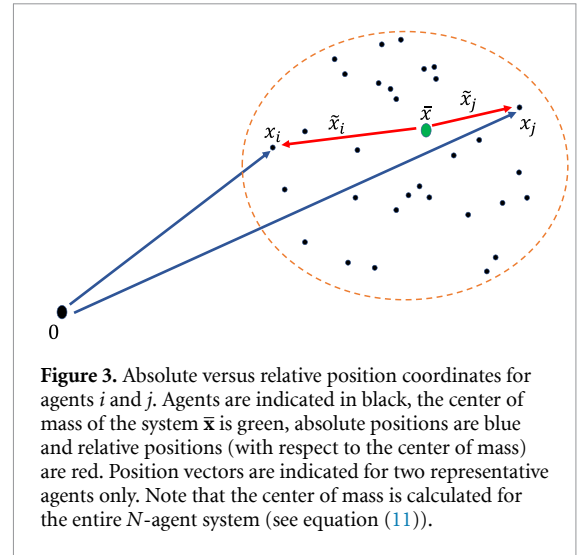 x̄
x̃ⱼ
x̃ᵢ
xᵢ
xⱼ
0
Figure 3. Absolute versus relative position coordinates for
agents i and j. Agents are indicated in black, the center of
mass of the system x̄ is green, absolute positions are blue
and relative positions (with respect to the center of mass)
are red. Position vectors are indicated for two representative
agents only. Note that the center of mass is calculated for
the entire N-agent system (see equation (11)).